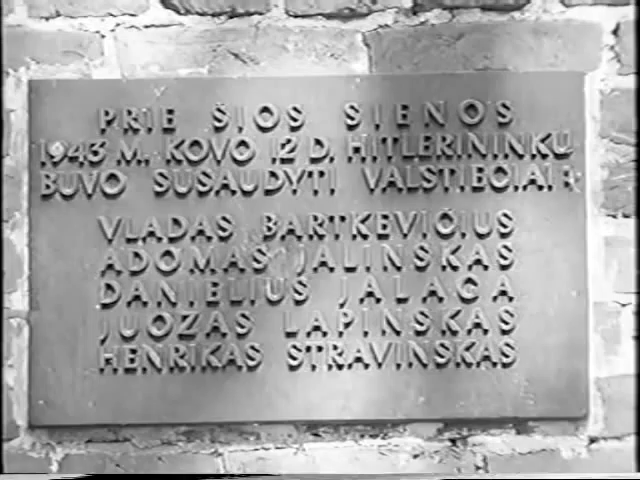 PRIE ŠIOS SIENOS
1943 M. KOVO 12 D. HITLERININKŲ
BUVO SUŠAUDYTI VALSTIEČIAI:
VLADAS BARTKEVIČIUS
ADOMAS JALINSKAS
DANIELIUS JALAGA
JUOZAS LAPINSKAS
HENRIKAS STRAVINSKAS